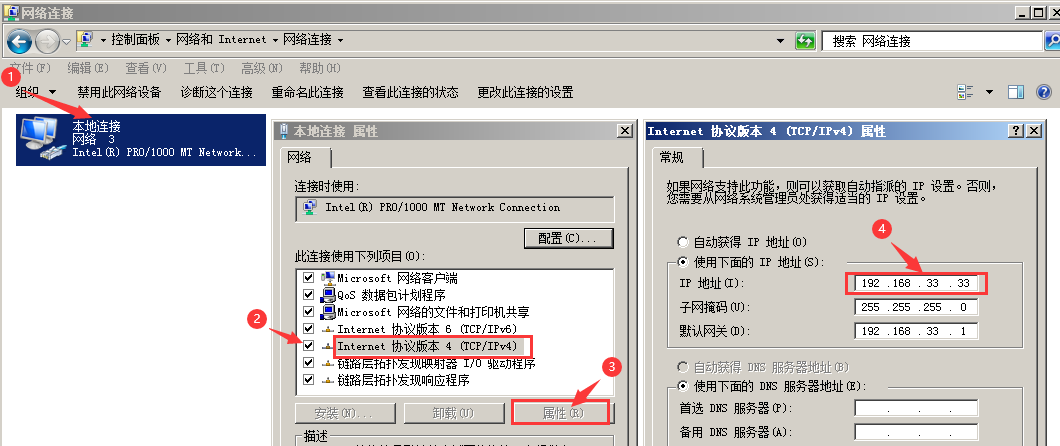 网络连接
控制面板 网络和 Internet 网络连接
搜索 网络连接
文件(F) 编辑(E) 查看(V) 工具(T) 高级(N) 帮助(H)
1
组织 禁用此网络设备 诊断这个连接 重命名此连接 查看此连接的状态 更改此连接的设置
本地连接
网络 3
Intel(R) PRO/1000 MT Network...
本地连接 属性
网络
连接时使用:
Intel(R) PRO/1000 MT Network Connection
配置(C)...
此连接使用下列项目(O):
Microsoft 网络客户端
QoS 数据包计划程序
Microsoft 网络的文件和打印机共享
2
Internet 协议版本 6 (TCP/IPv6)
Internet 协议版本 4 (TCP/IPv4)
链路层拓扑发现映射器 I/O 驱动程序
链路层拓扑发现响应程序
3
安装(N)... 卸载(U) 属性(R)
描述
Internet 协议版本 4 (TCP/IPv4) 属性
常规
如果网络支持此功能，则可以获取自动指派的 IP 设置。否则，
您需要从网络系统管理员处获得适当的 IP 设置。
4
自动获得 IP 地址(O)
使用下面的 IP 地址(S):
IP 地址(I): 192 .168 . 33 . 33
子网掩码(U): 255 .255 .255 . 0
默认网关(D): 192 .168 . 33 . 1
自动获得 DNS 服务器地址(B)
使用下面的 DNS 服务器地址(E):
首选 DNS 服务器(P): . . .
备用 DNS 服务器(A): . . .